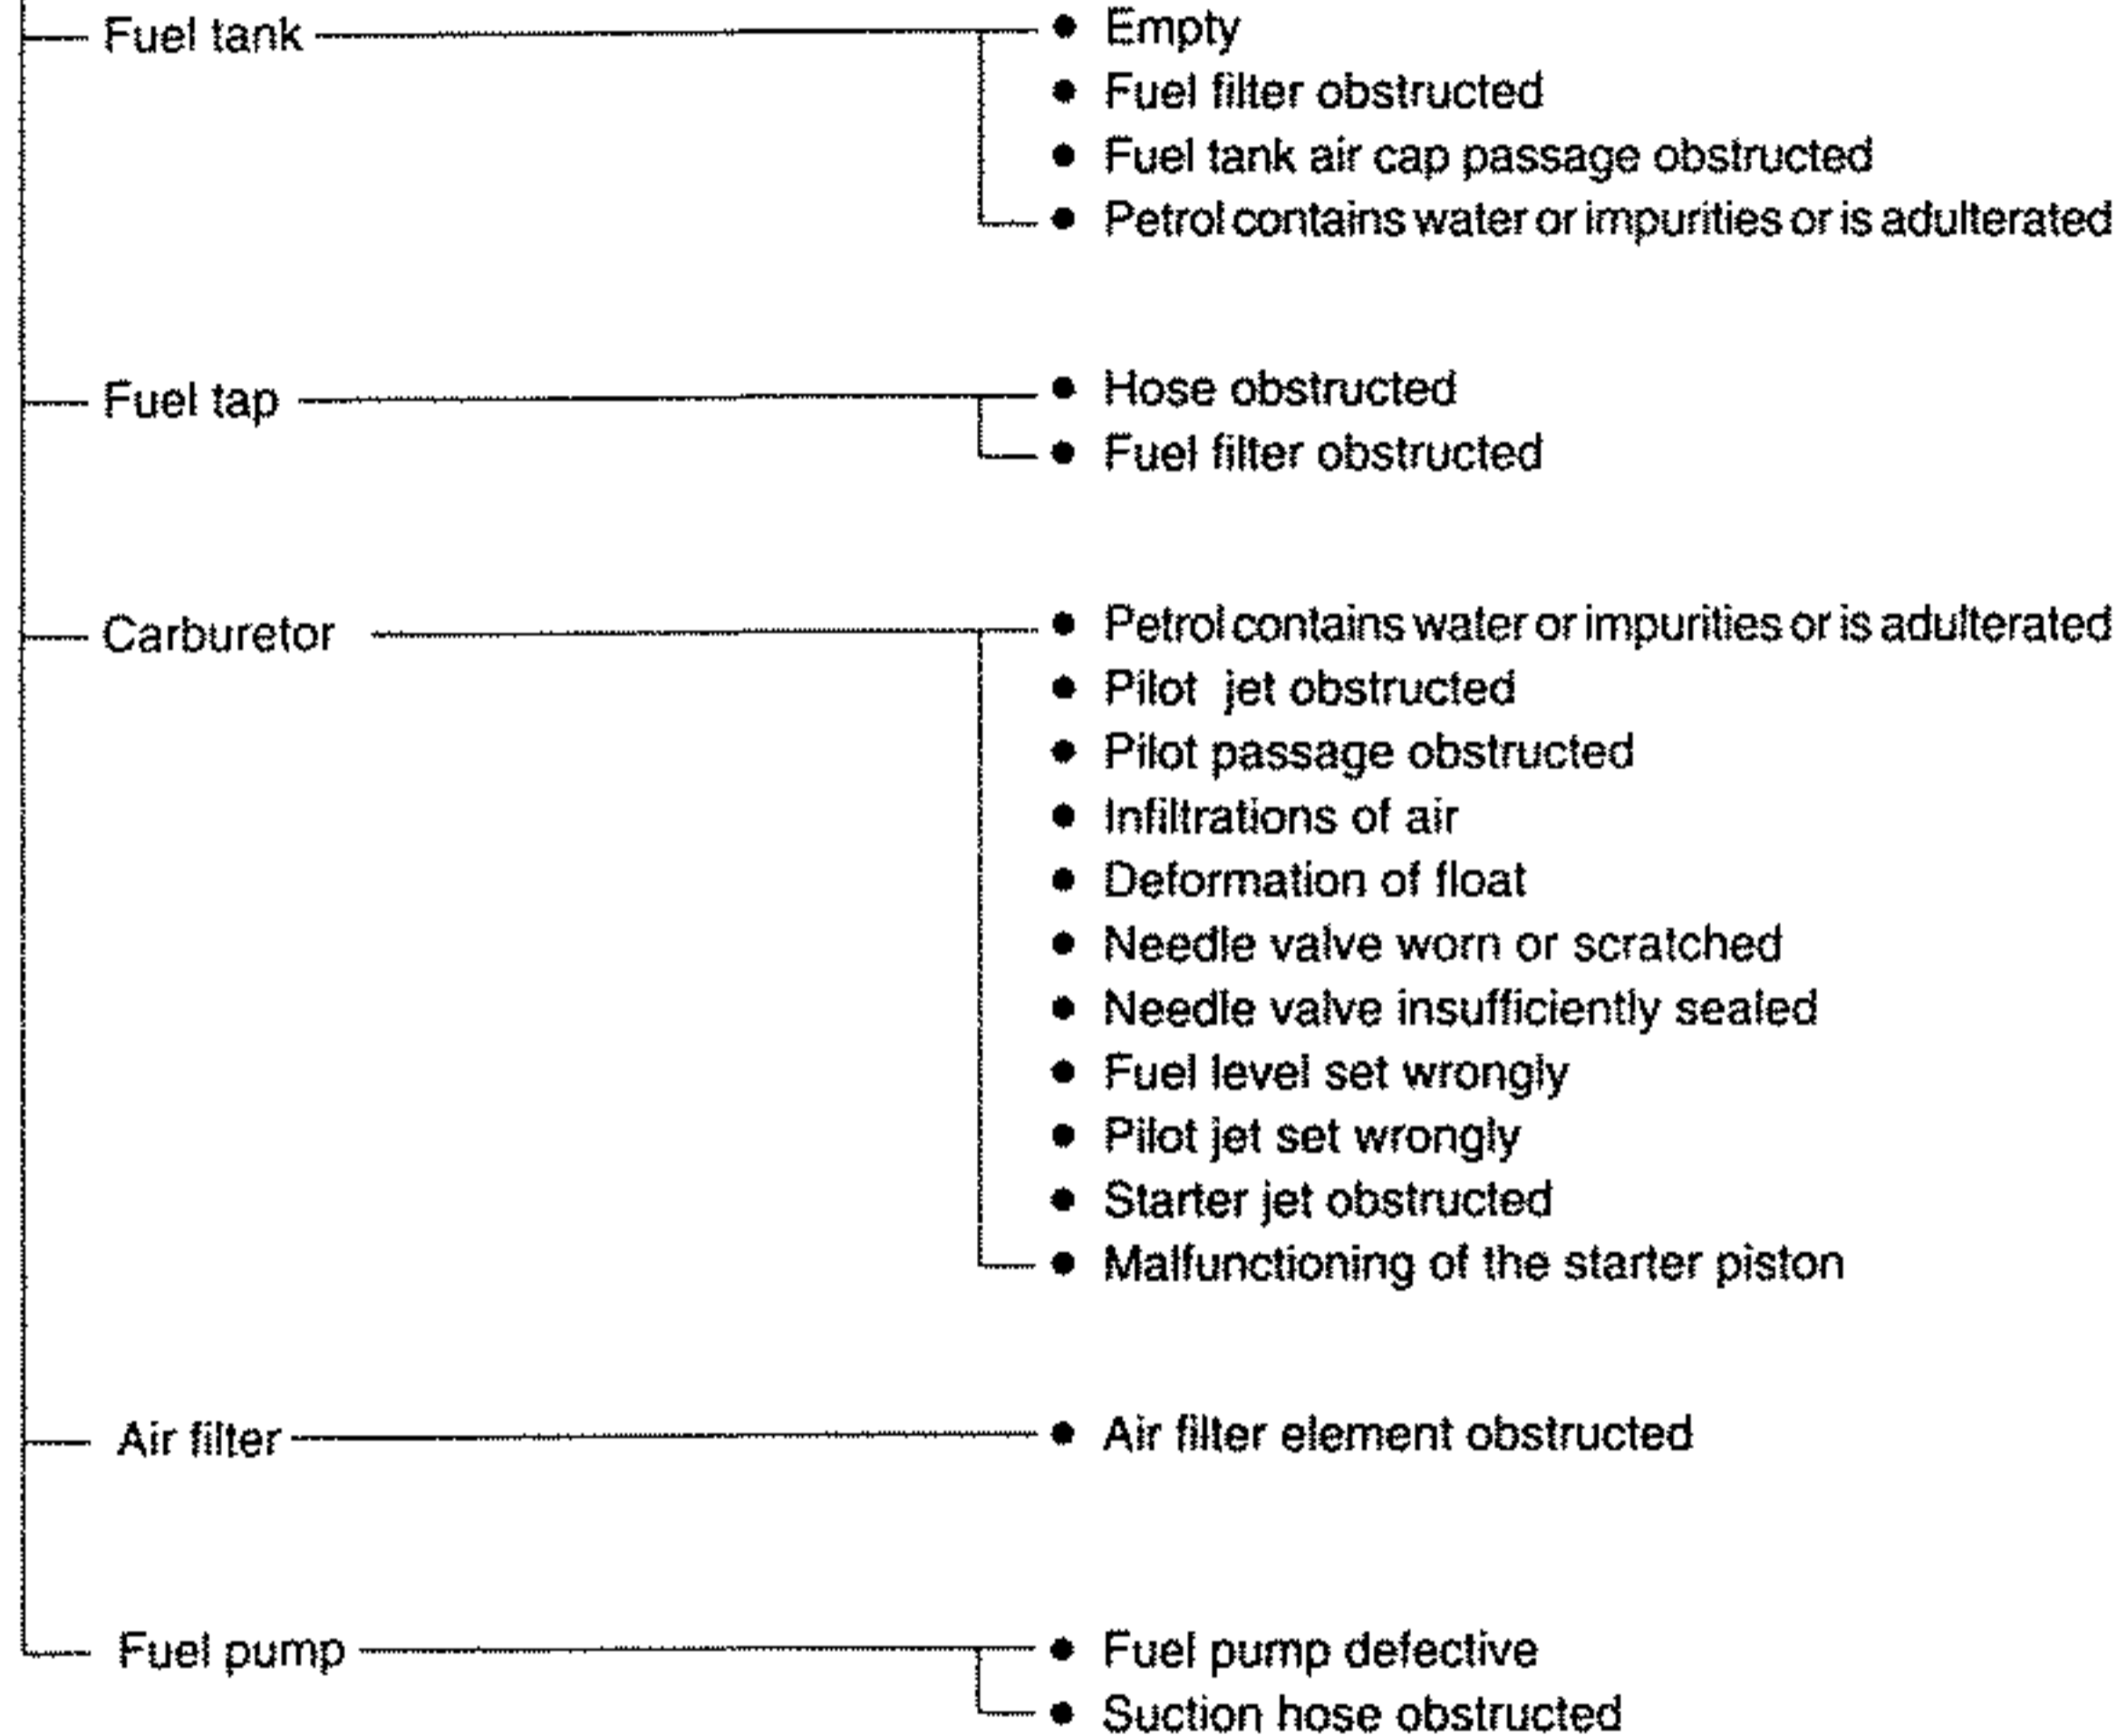 Fuel tank
● Empty
● Fuel filter obstructed
● Fuel tank air cap passage obstructed
● Petrol contains water or impurities or is adulterated
Fuel tap
● Hose obstructed
● Fuel filter obstructed
Carburetor
● Petrol contains water or impurities or is adulterated
● Pilot jet obstructed
● Pilot passage obstructed
● Infiltrations of air
● Deformation of float
● Needle valve worn or scratched
● Needle valve insufficiently sealed
● Fuel level set wrongly
● Pilot jet set wrongly
● Starter jet obstructed
● Malfunctioning of the starter piston
Air filter
● Air filter element obstructed
Fuel pump
● Fuel pump defective
● Suction hose obstructed